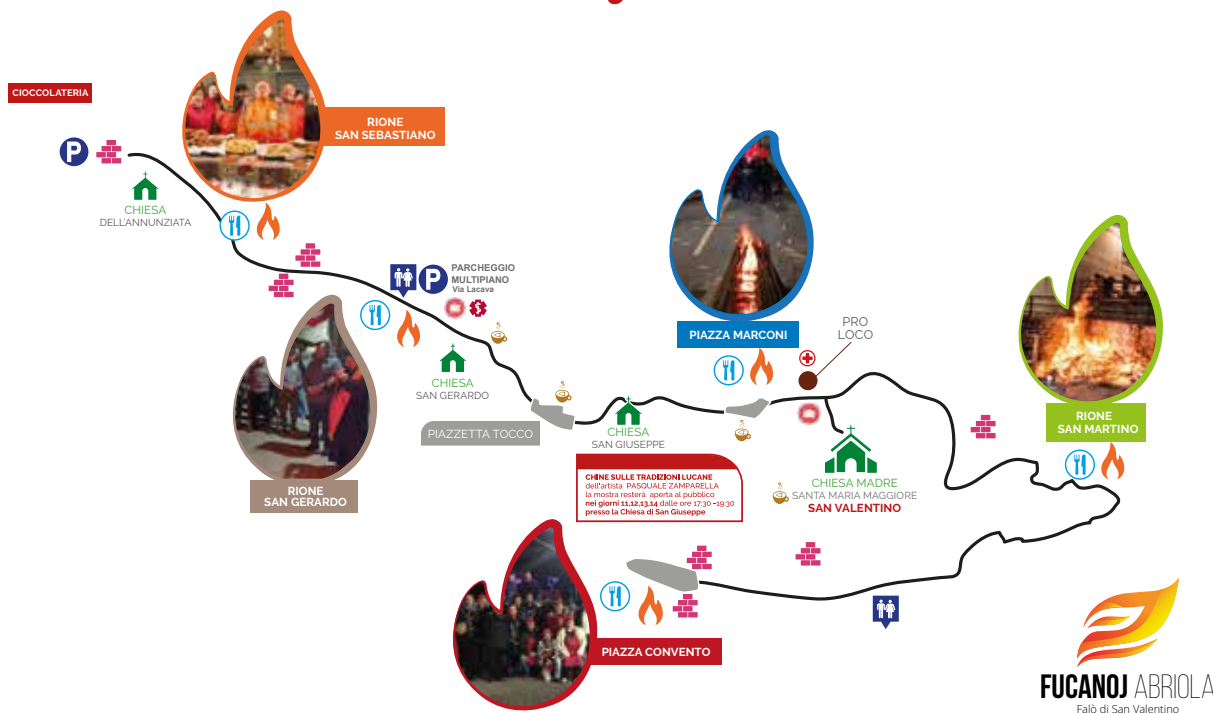 CIOCCOLATERIA
RIONE
SAN SEBASTIANO
P
CHIESA
DELL'ANNUNZIATA
P
PARCHEGGIO
MULTIPIANO
Via Lacava
CHIESA
SAN GERARDO
RIONE
SAN GERARDO
PIAZZETTA TOCCO
CHIESA
SAN GIUSEPPE
PIAZZA MARCONI
PRO
LOCO
RIONE
SAN MARTINO
CHINE SULLE TRADIZIONI LUCANE
dell'artista PASQUALE ZAMPARELLA
la mostra resterà aperta al pubblico
nei giorni 11,12,13,14 dalle ore 17:30 -19:30
presso la Chiesa di San Giuseppe
CHIESA MADRE
SANTA MARIA MAGGIORE
SAN VALENTINO
PIAZZA CONVENTO
FUCANOJ ABRIOLA
Falò di San Valentino